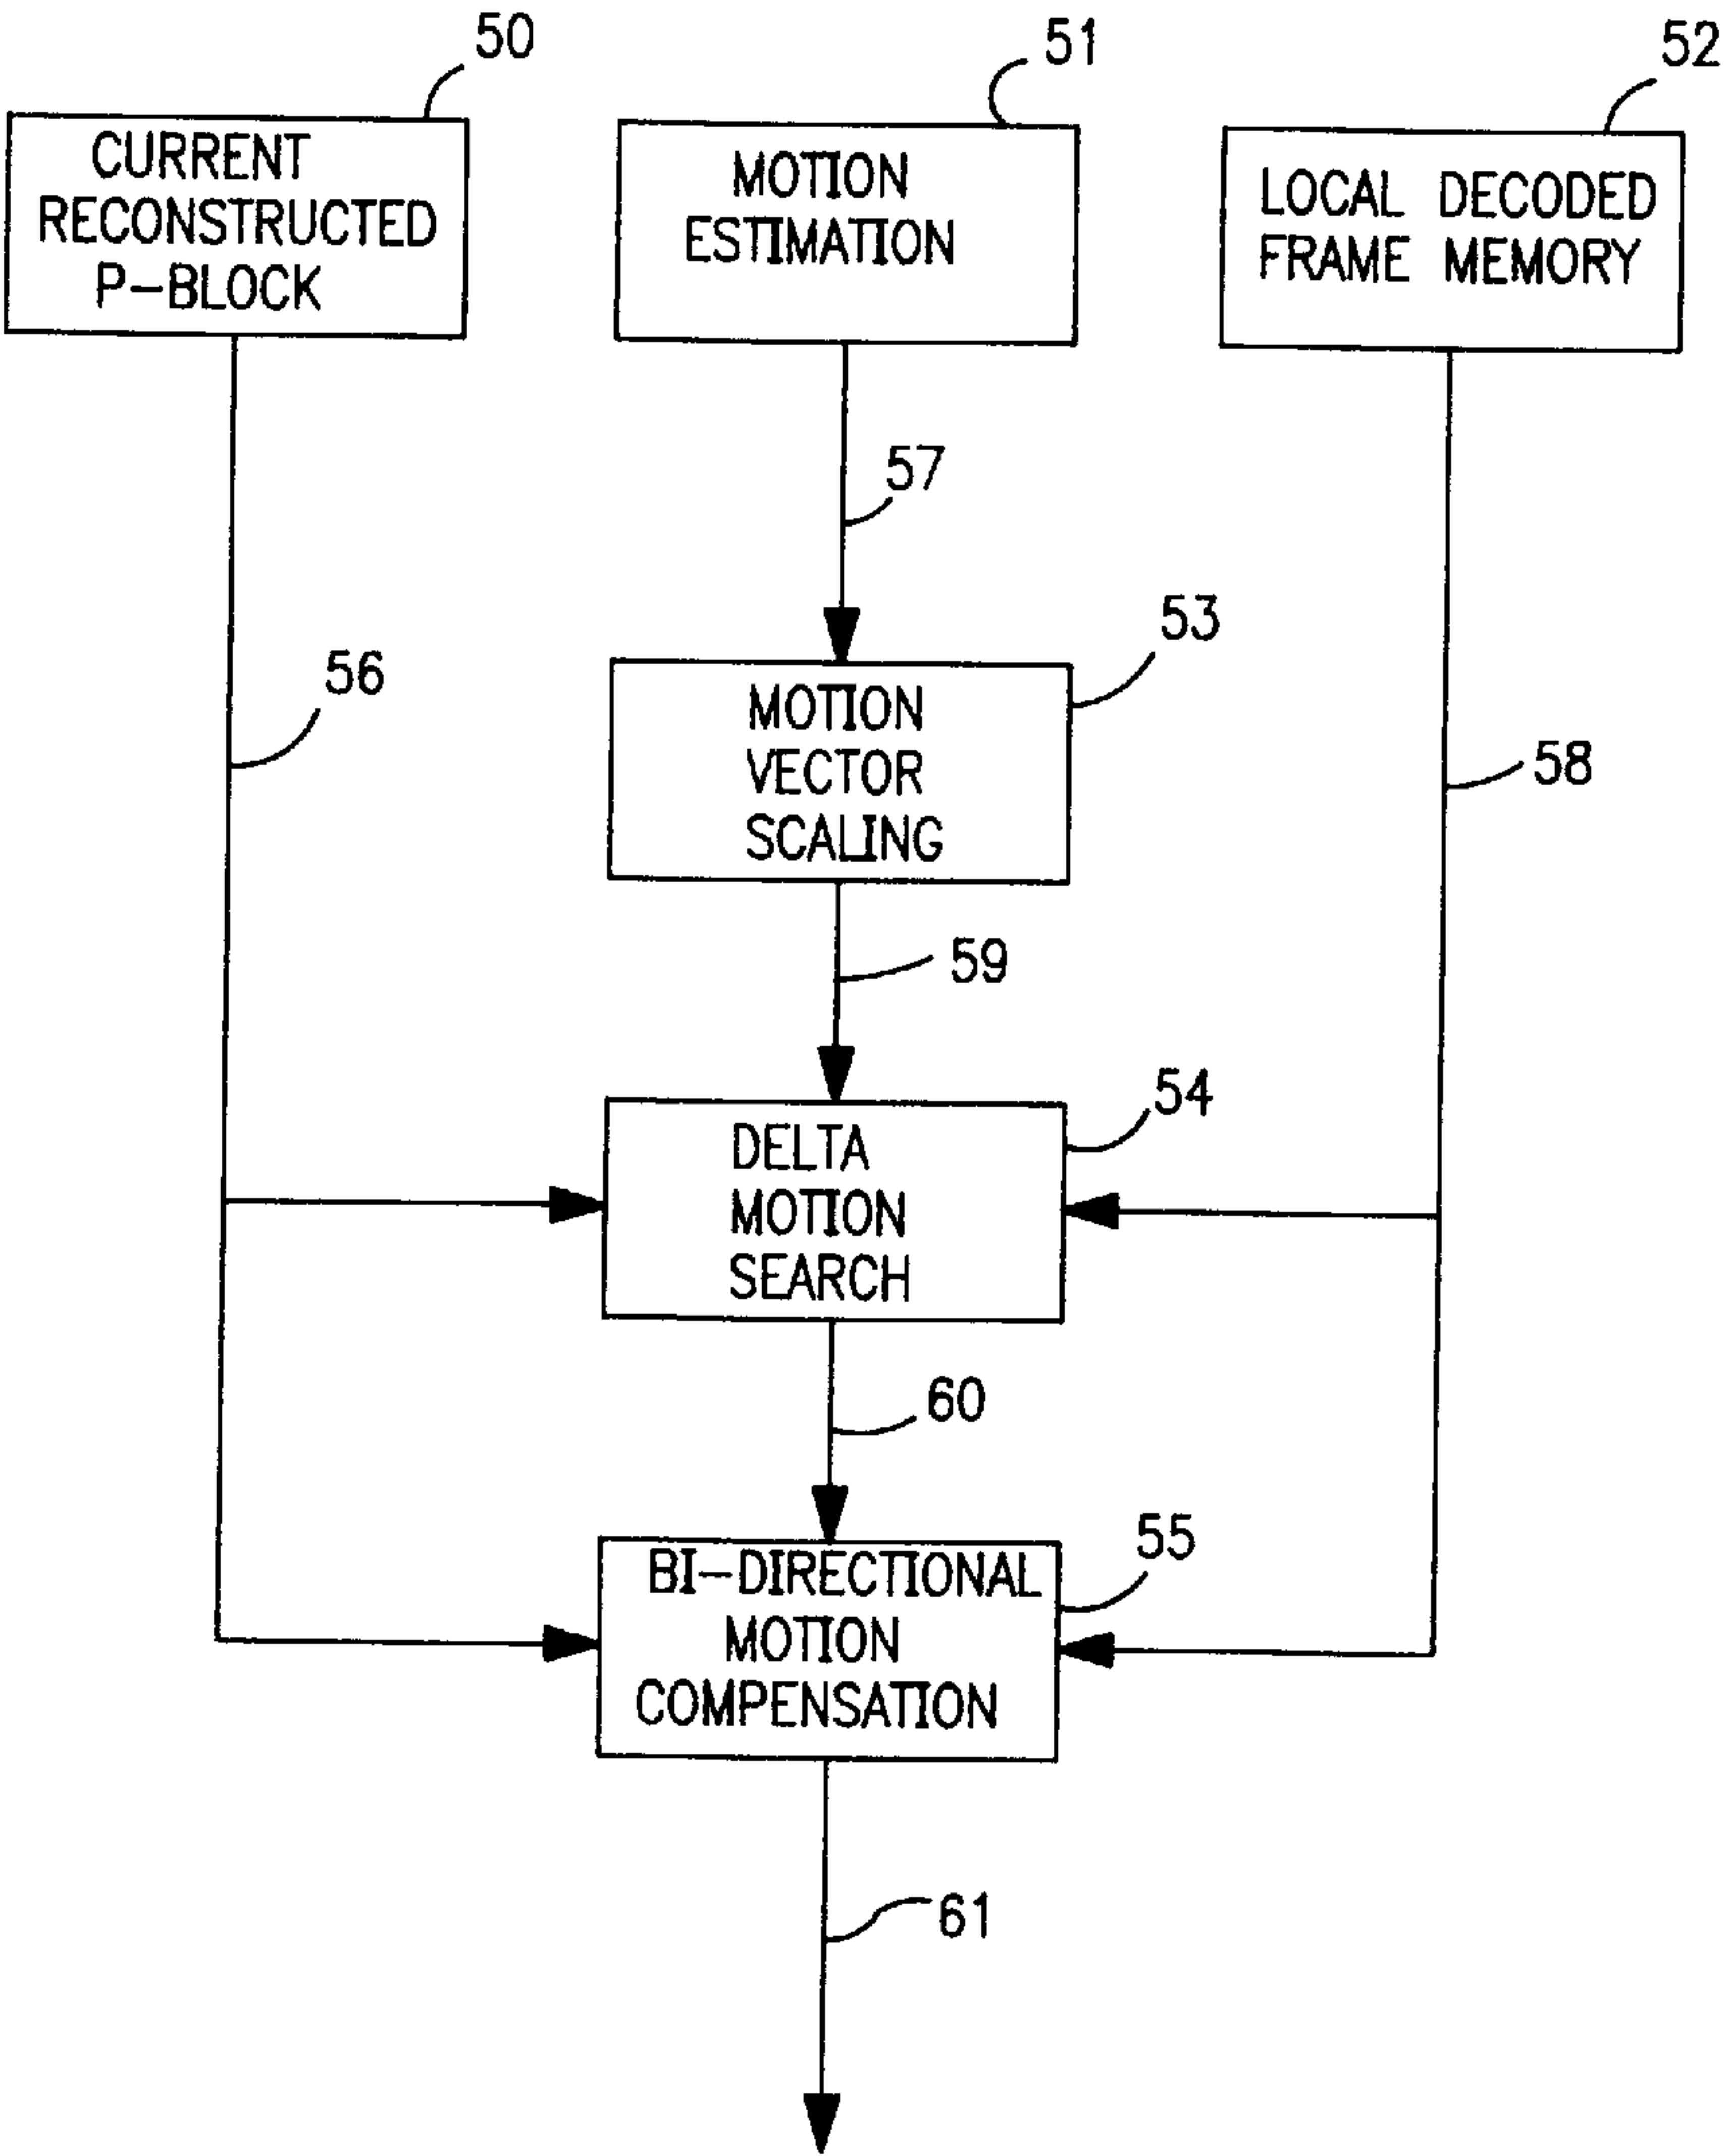 50
51
52
CURRENT
RECONSTRUCTED
P-BLOCK
MOTION
ESTIMATION
LOCAL DECODED
FRAME MEMORY
57
53
56
MOTION
VECTOR
SCALING
58
59
54
DELTA
MOTION
SEARCH
60
55
BI-DIRECTIONAL
MOTION
COMPENSATION
61